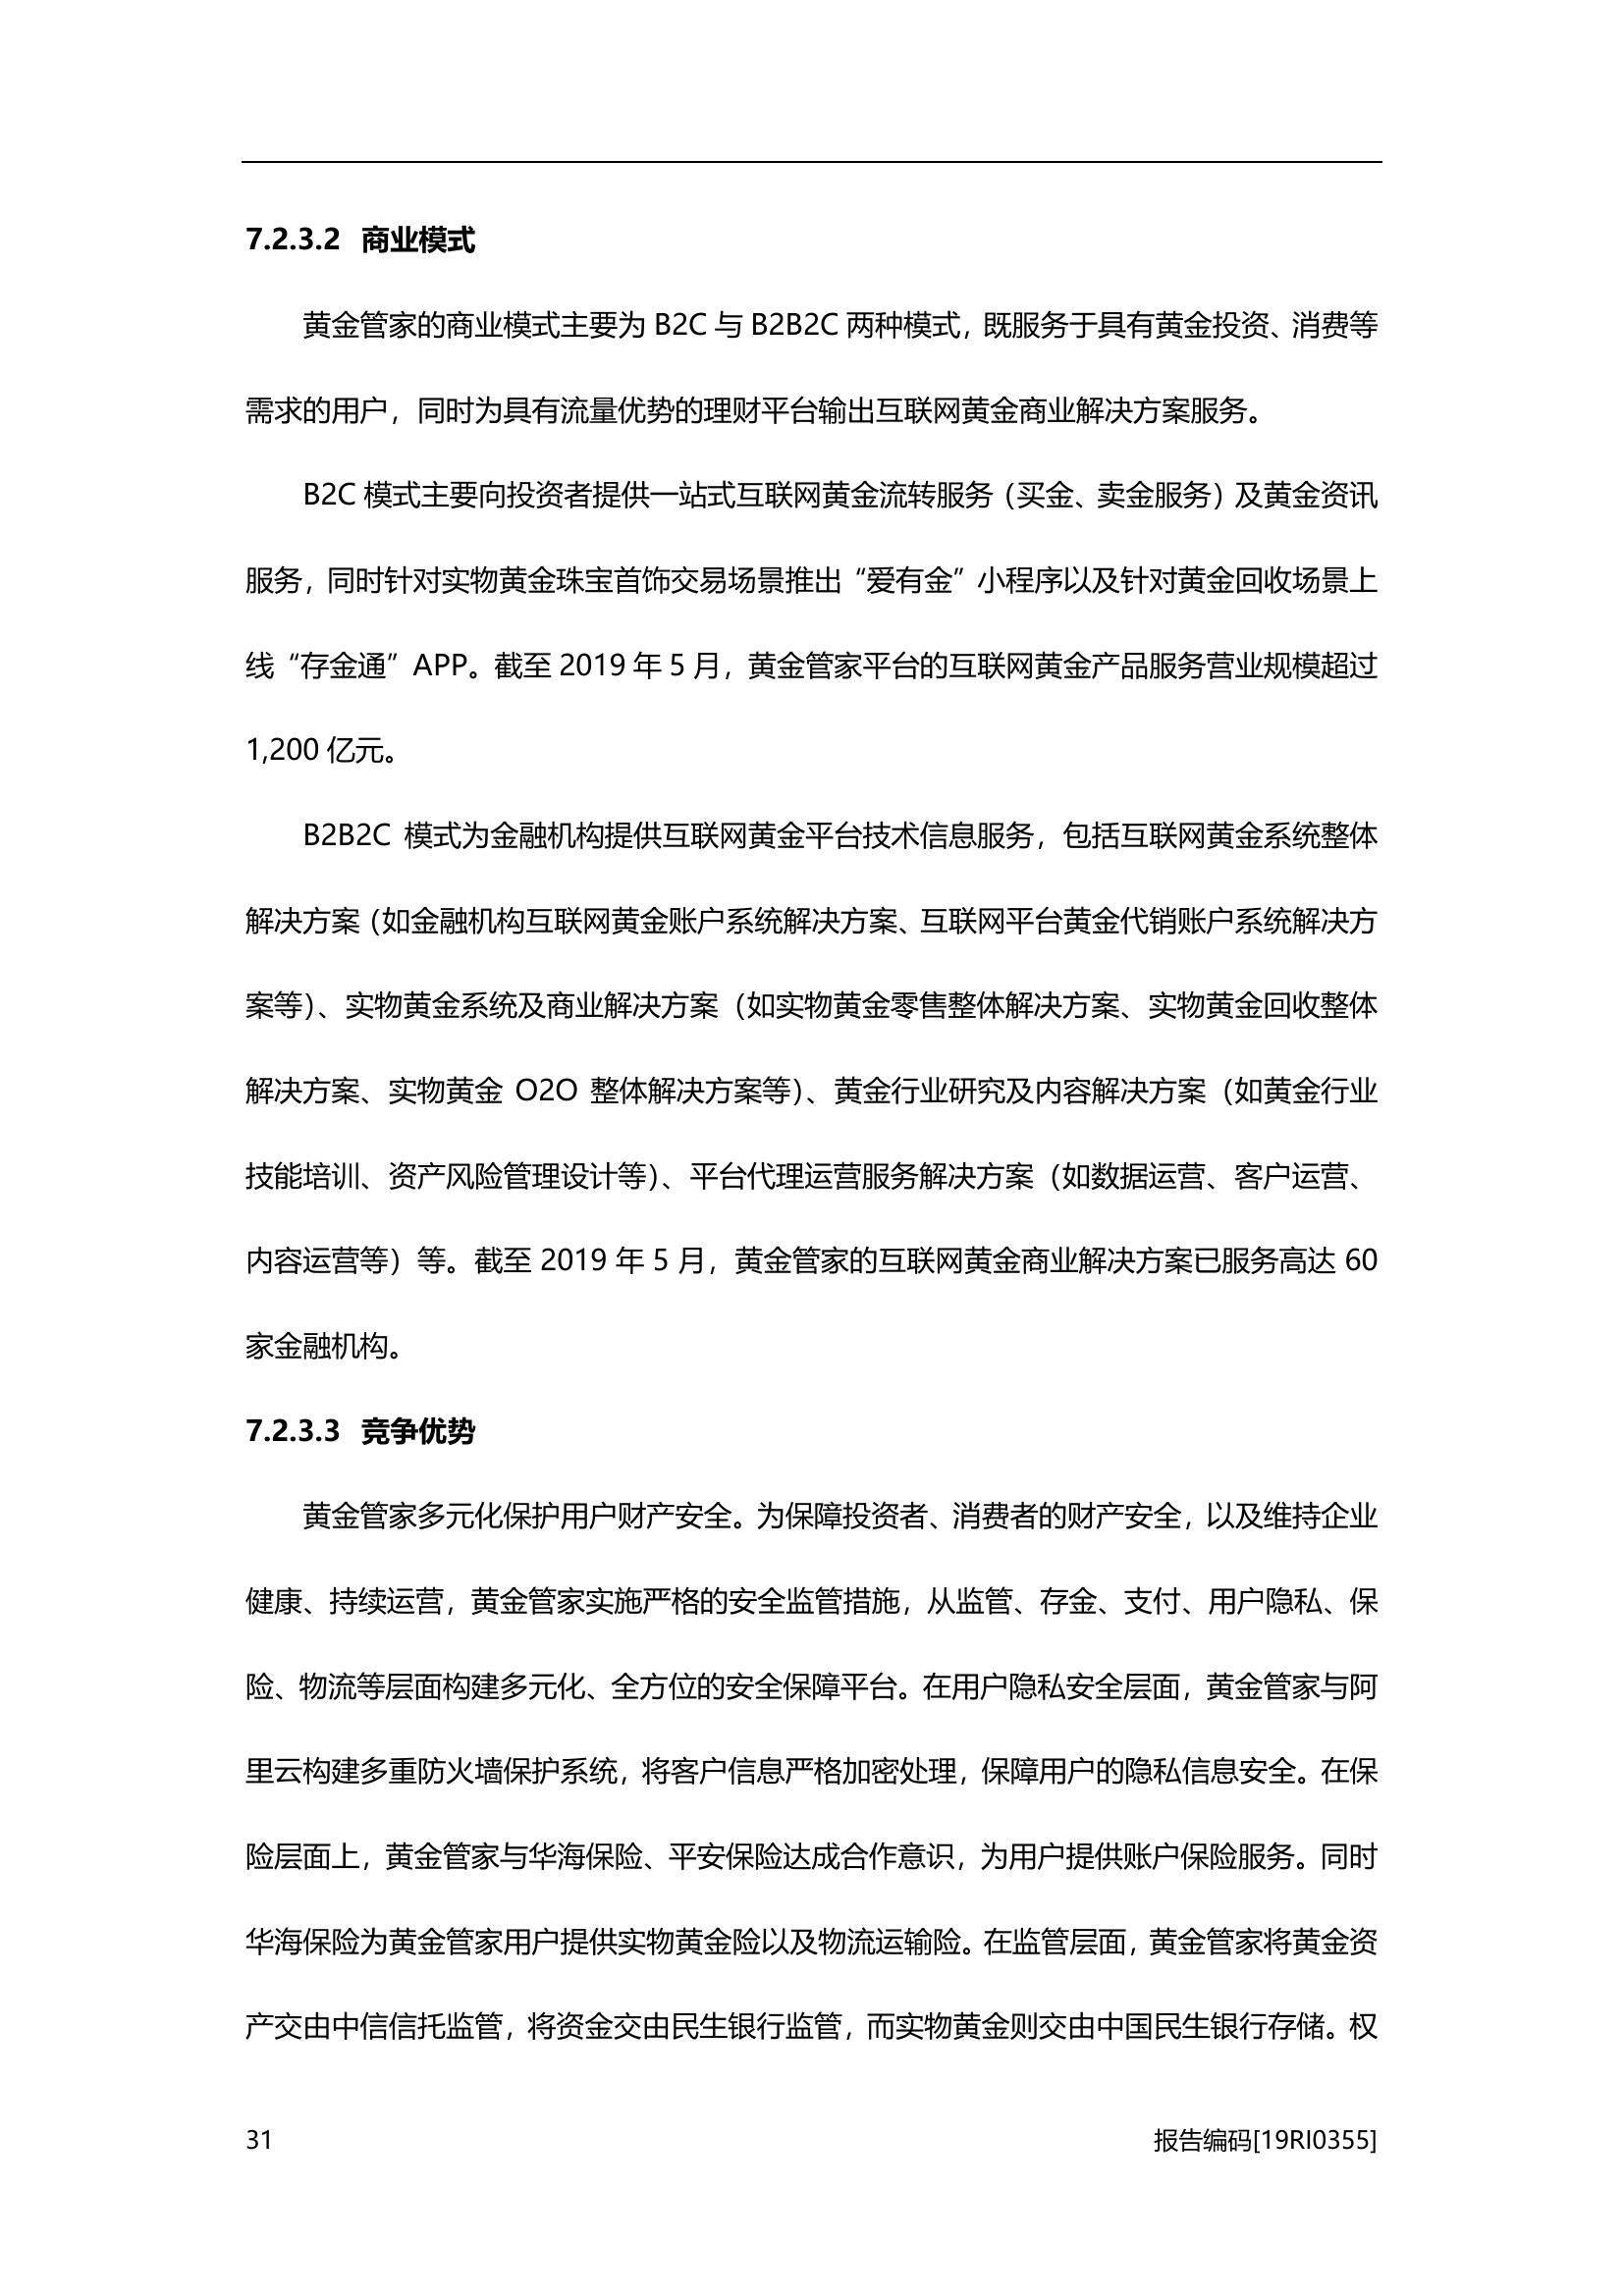 7.2.3.2 商业模式
黄金管家的商业模式主要为 B2C 与 B2B2C 两种模式，既服务于具有黄金投资、消费等
需求的用户，同时为具有流量优势的理财平台输出互联网黄金商业解决方案服务。
B2C 模式主要向投资者提供一站式互联网黄金流转服务（买金、卖金服务）及黄金资讯
服务，同时针对实物黄金珠宝首饰交易场景推出“爱有金”小程序以及针对黄金回收场景上
线“存金通”APP。截至 2019 年 5 月，黄金管家平台的互联网黄金产品服务营业规模超过
1,200 亿元。
B2B2C 模式为金融机构提供互联网黄金平台技术信息服务，包括互联网黄金系统整体
解决方案（如金融机构互联网黄金账户系统解决方案、互联网平台黄金代销账户系统解决方
案等）、实物黄金系统及商业解决方案（如实物黄金零售整体解决方案、实物黄金回收整体
解决方案、实物黄金 O2O 整体解决方案等）、黄金行业研究及内容解决方案（如黄金行业
技能培训、资产风险管理设计等）、平台代理运营服务解决方案（如数据运营、客户运营、
内容运营等）等。截至 2019 年 5 月，黄金管家的互联网黄金商业解决方案已服务高达 60
家金融机构。
7.2.3.3 竞争优势
黄金管家多元化保护用户财产安全。为保障投资者、消费者的财产安全，以及维持企业
健康、持续运营，黄金管家实施严格的安全监管措施，从监管、存金、支付、用户隐私、保
险、物流等层面构建多元化、全方位的安全保障平台。在用户隐私安全层面，黄金管家与阿
里云构建多重防火墙保护系统，将客户信息严格加密处理，保障用户的隐私信息安全。在保
险层面上，黄金管家与华海保险、平安保险达成合作意识，为用户提供账户保险服务。同时
华海保险为黄金管家用户提供实物黄金险以及物流运输险。在监管层面，黄金管家将黄金资
产交由中信信托监管，将资金交由民生银行监管，而实物黄金则交由中国民生银行存储。权
31 报告编码[19RI0355]